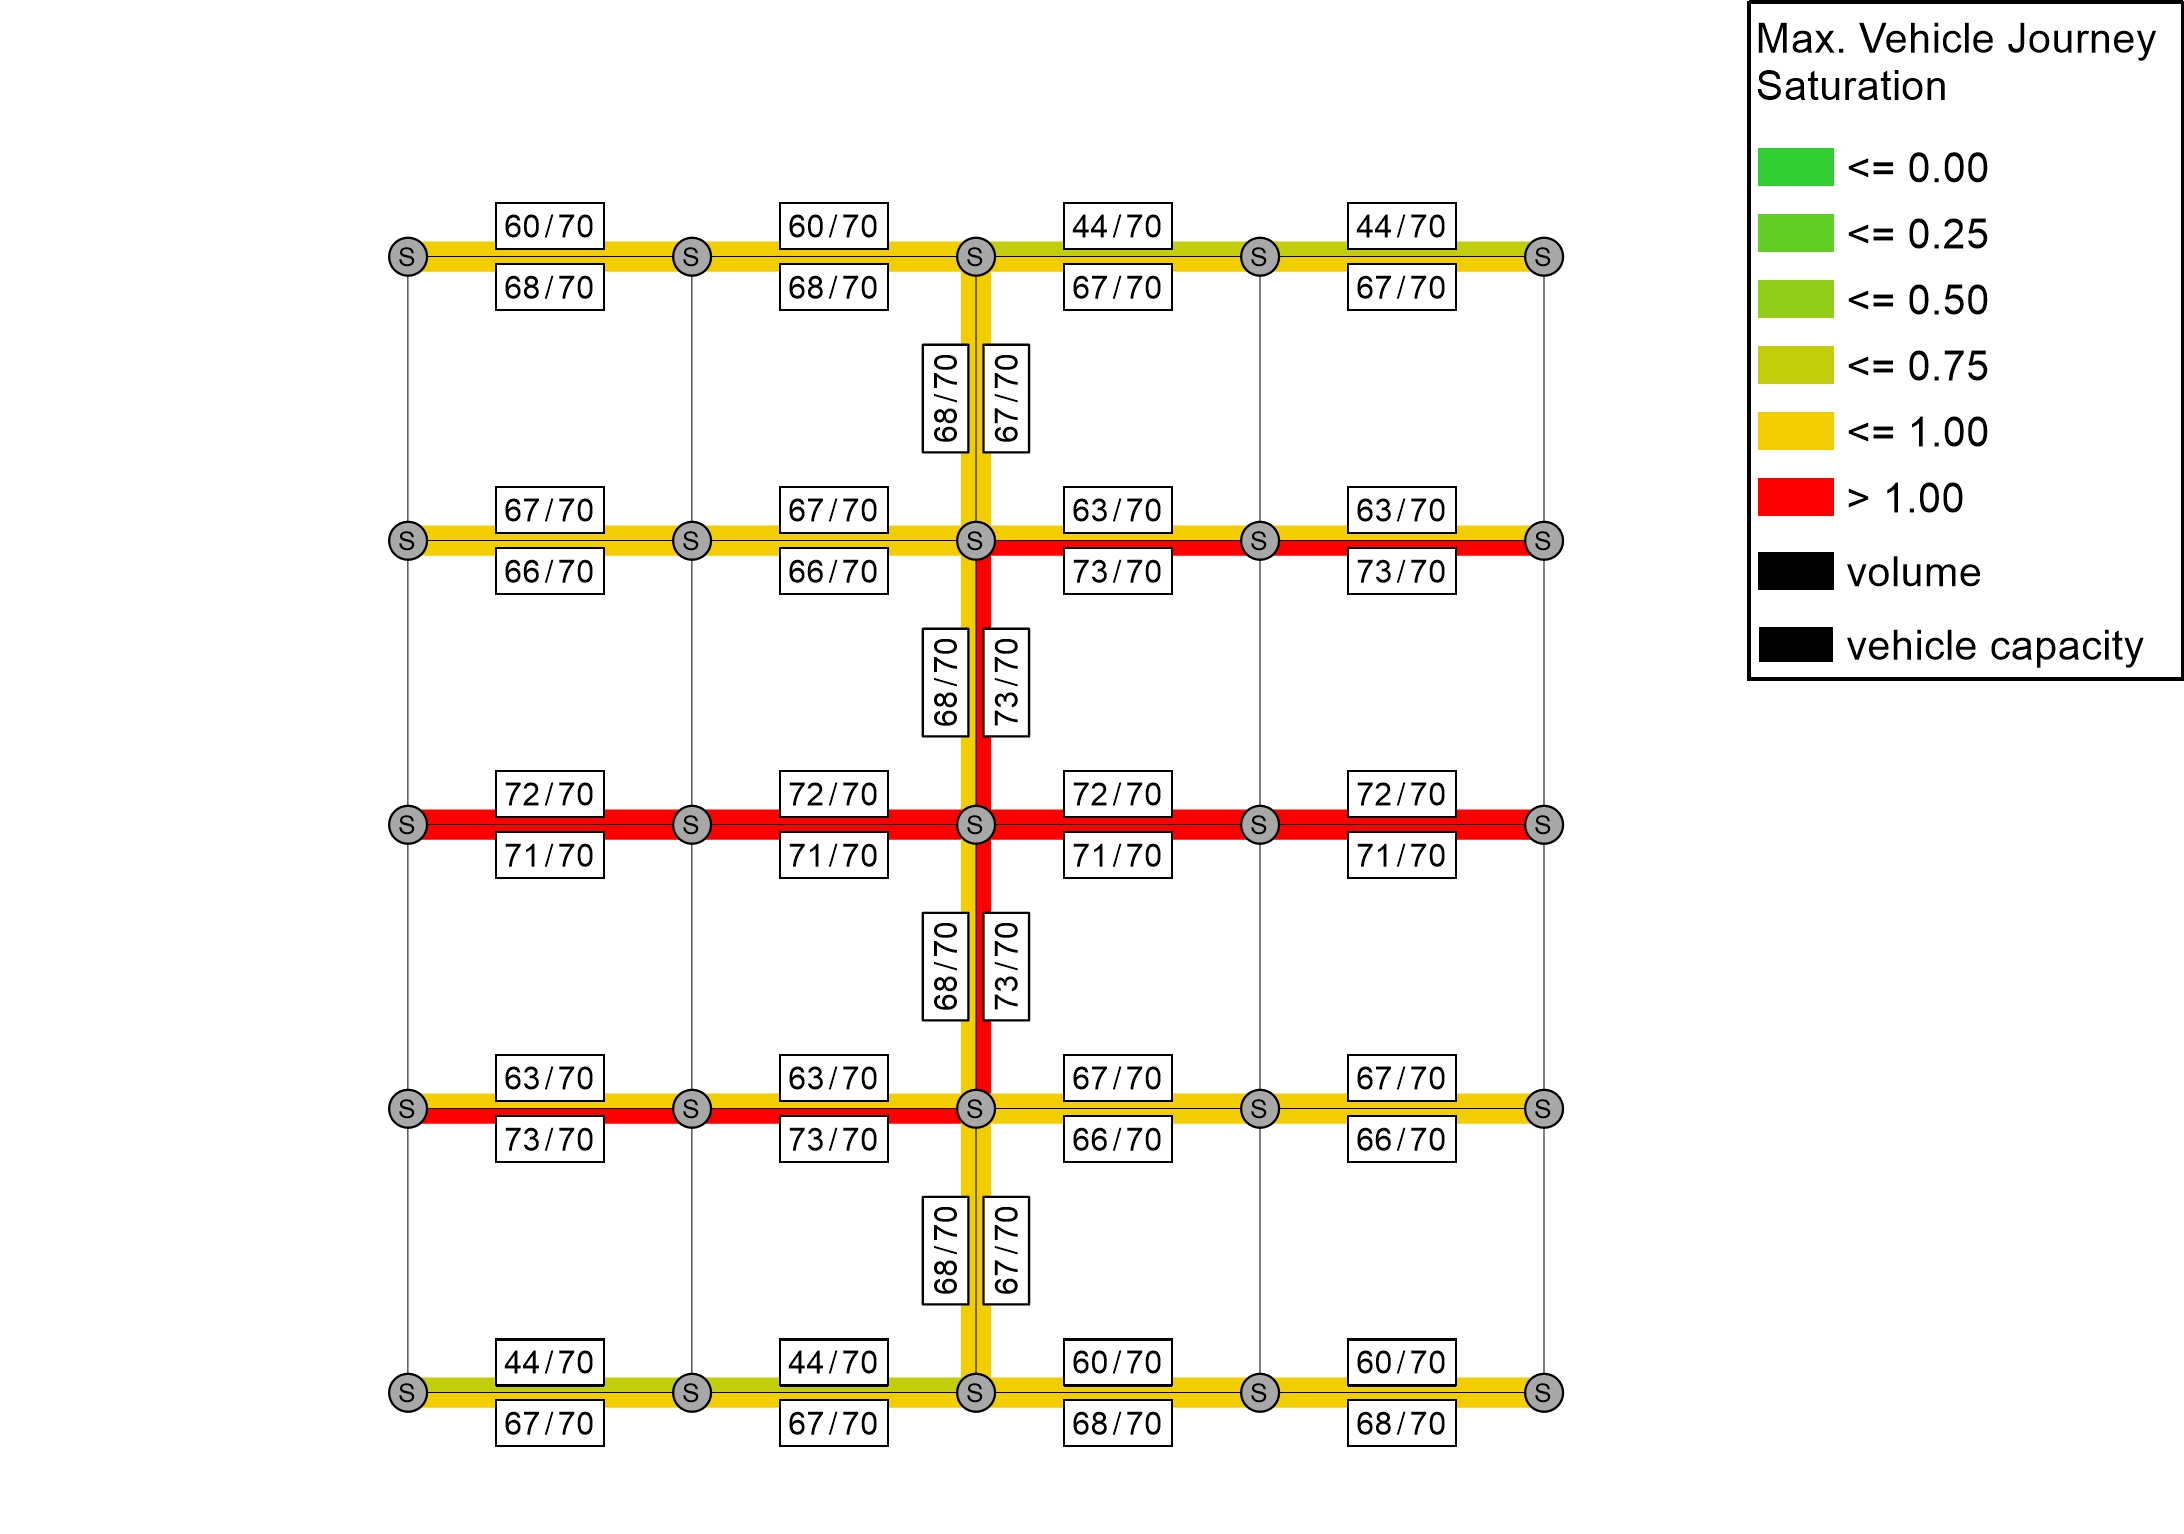 Max. Vehicle Journey
Saturation
<= 0.00
<= 0.25
<= 0.50
<= 0.75
<= 1.00
> 1.00
volume
vehicle capacity
60/70 60/70 44/70 44/70
S S S S S
68/70 68/70 67/70 67/70
68/70 67/70
67/70 67/70 63/70 63/70
S S S S S
66/70 66/70 73/70 73/70
68/70 73/70
72/70 72/70 72/70 72/70
S S S S S
71/70 71/70 71/70 71/70
68/70 73/70
63/70 63/70 67/70 67/70
S S S S S
73/70 73/70 66/70 66/70
68/70 67/70
44/70 44/70 60/70 60/70
S S S S S
67/70 67/70 68/70 68/70